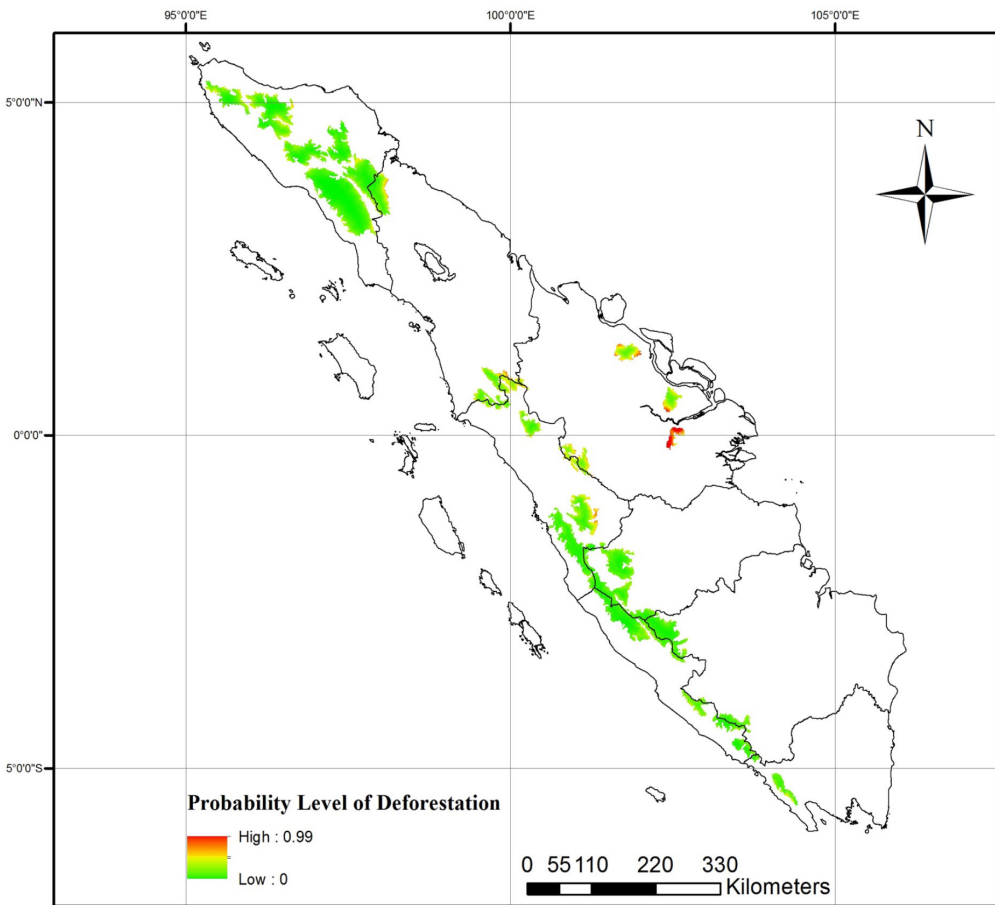 95°0'0"E 100°0'0"E 105°0'0"E
5°0'0"N
N
0°0'0"
5°0'0"S
Probability Level of Deforestation
High : 0.99
Low : 0
0 55 110 220 330
Kilometers